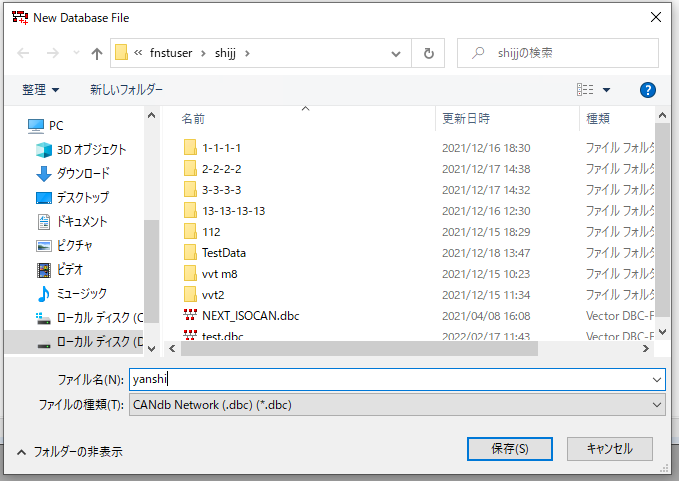 New Database File
« fnstuser › shijj ›
shijjの検索
整理 新しいフォルダー
名前 更新日時 種類
PC
3D オブジェクト
ダウンロード
デスクトップ
ドキュメント
ピクチャ
ビデオ
ミュージック
ローカル ディスク (C
ローカル ディスク (D
1-1-1-1 2021/12/16 18:30 ファイル フォルダ
2-2-2-2 2021/12/17 14:38 ファイル フォルダ
3-3-3-3 2021/12/17 14:32 ファイル フォルダ
13-13-13-13 2021/12/16 12:30 ファイル フォルダ
112 2021/12/15 18:29 ファイル フォルダ
TestData 2021/12/18 13:47 ファイル フォルダ
vvt m8 2021/12/15 10:23 ファイル フォルダ
vvt2 2021/12/15 11:34 ファイル フォルダ
NEXT_ISOCAN.dbc 2021/04/08 16:08 Vector DBC-F
test.dbc 2022/02/17 11:43 Vector DBC-F
ファイル名(N): yanshi
ファイルの種類(T): CANdb Network (.dbc) (*.dbc)
フォルダーの非表示
保存(S) キャンセル